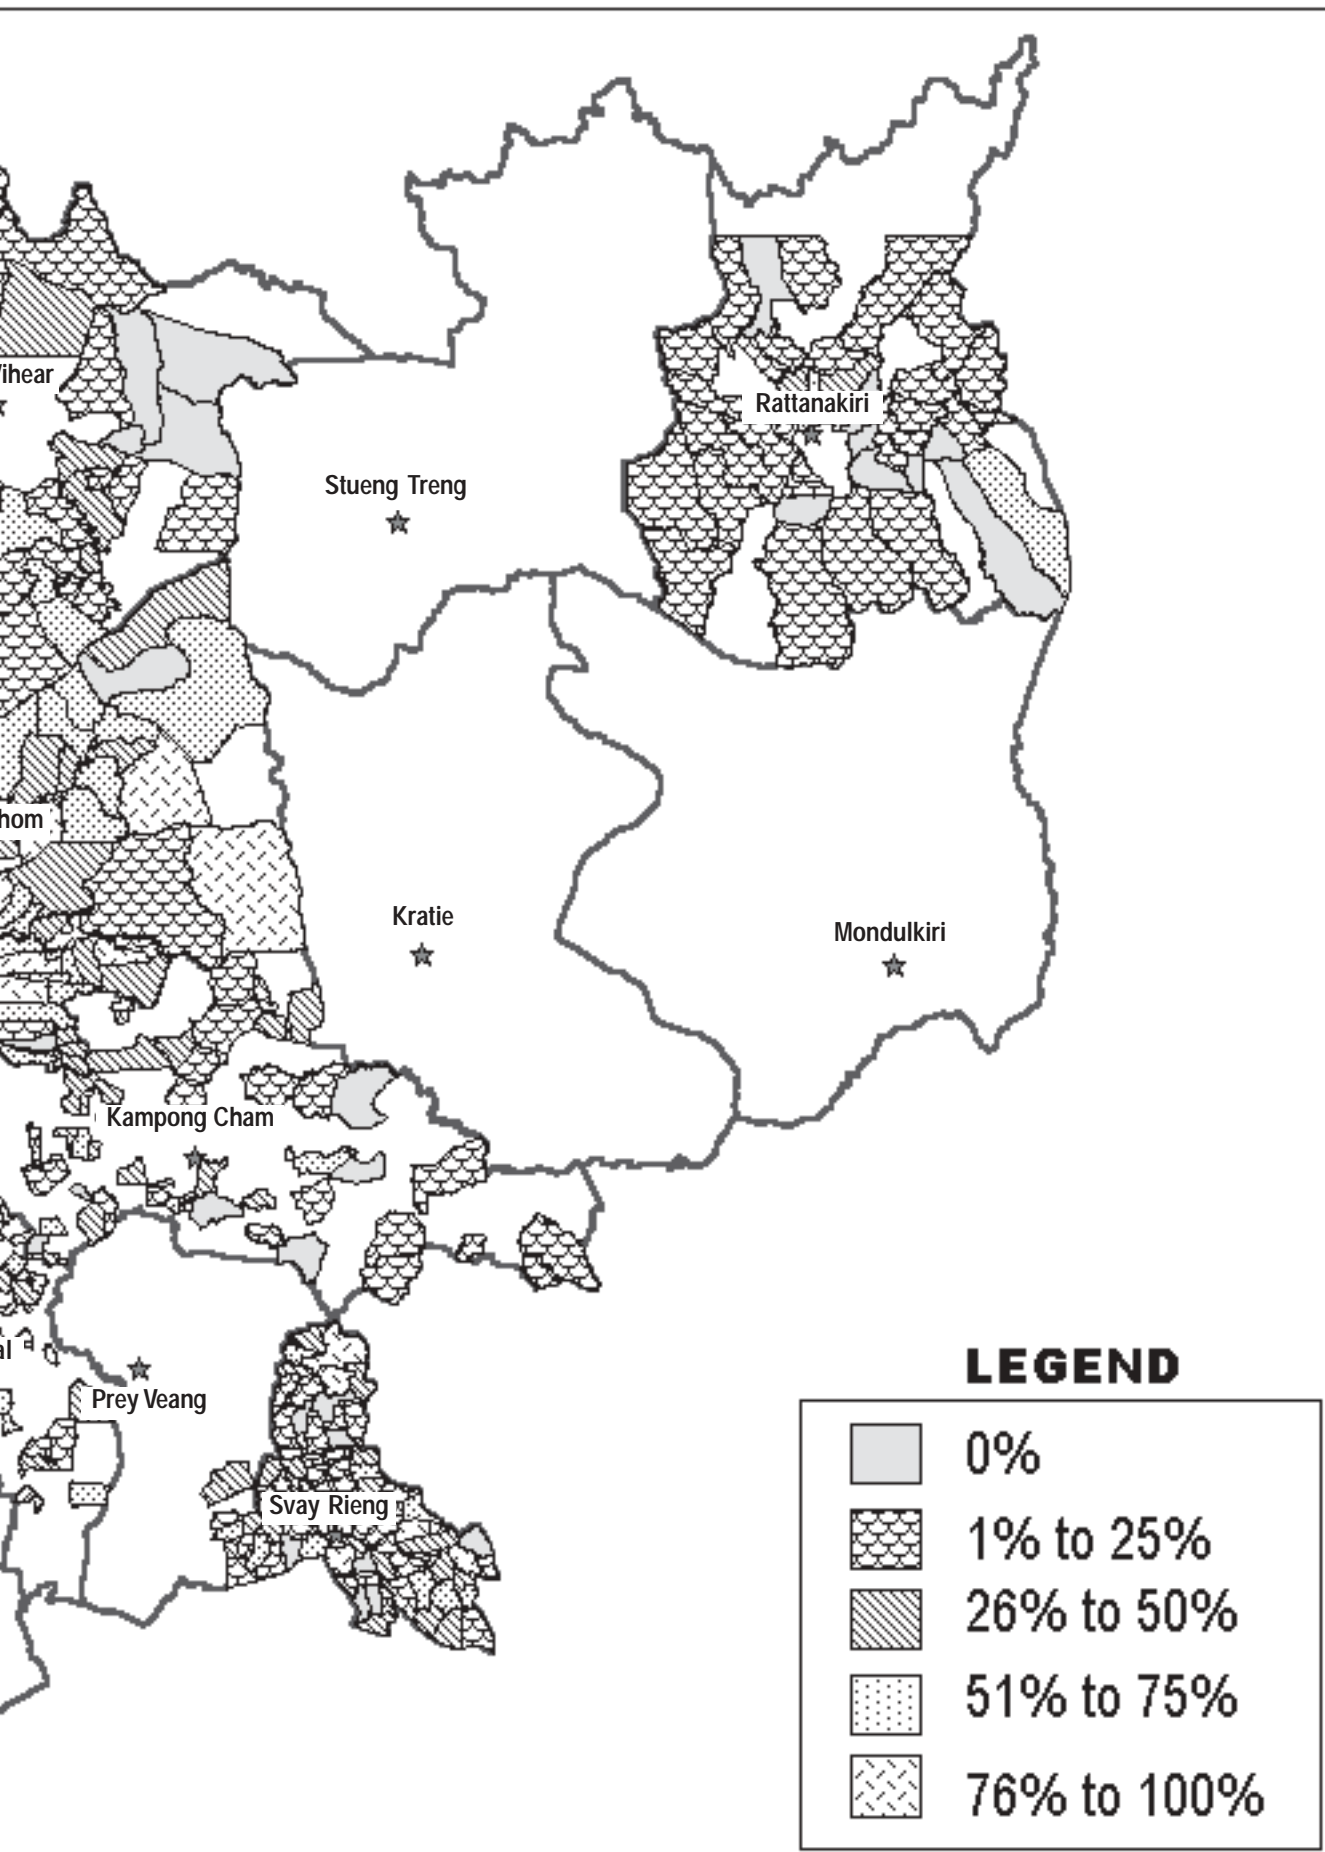 ihear
Rattanakiri
Stueng Treng
hom
Kratie
Mondulkiri
Kampong Cham
al
Prey Veang
Svay Rieng
LEGEND
0%
1% to 25%
26% to 50%
51% to 75%
76% to 100%